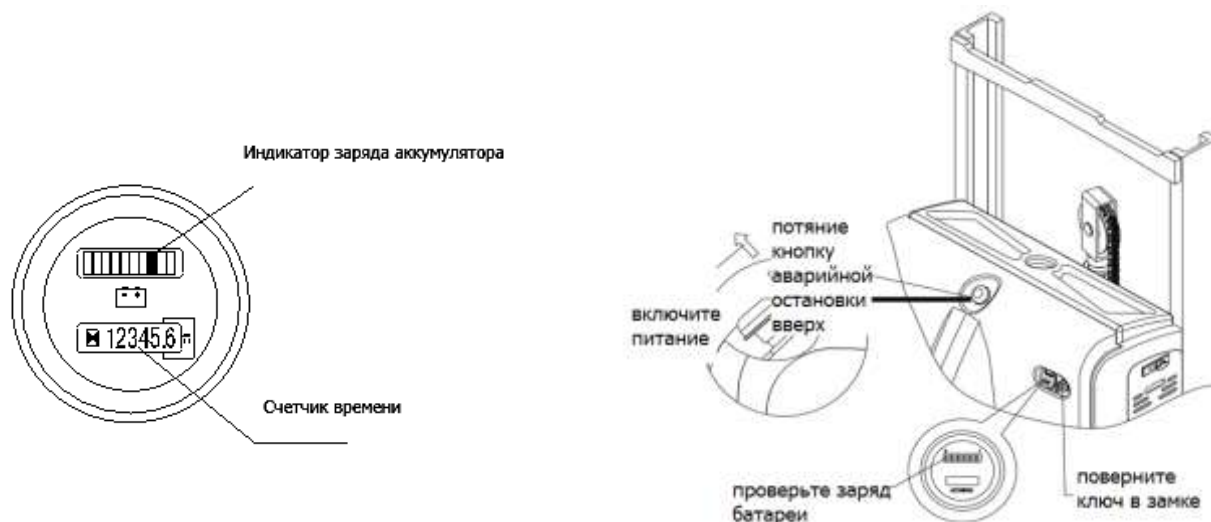 Индикатор заряда аккумулятора
12345.6
Счетчик времени
потяние
кнопку
аварийной
остановки
вверх
включите
питание
проверьте заряд
батареи
поверните
ключ в замке